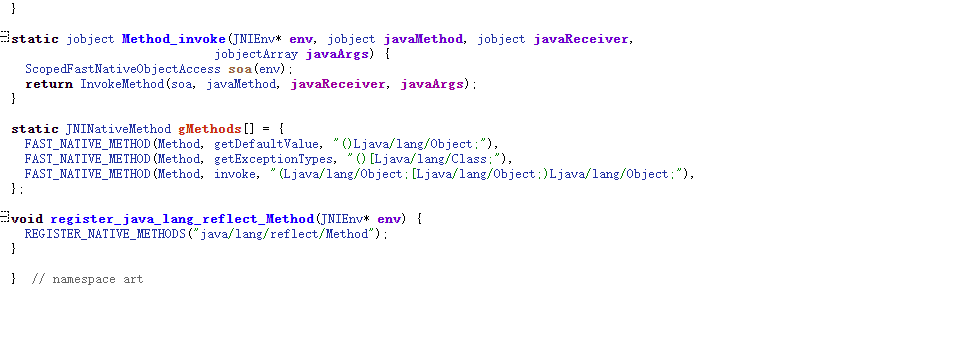 }
static jobject Method_invoke(JNIEnv* env, jobject javaMethod, jobject javaReceiver,
                             jobjectArray javaArgs) {
  ScopedFastNativeObjectAccess soa(env);
  return InvokeMethod(soa, javaMethod, javaReceiver, javaArgs);
}
static JNINativeMethod gMethods[] = {
  FAST_NATIVE_METHOD(Method, getDefaultValue, "()Ljava/lang/Object;"),
  FAST_NATIVE_METHOD(Method, getExceptionTypes, "()[Ljava/lang/Class;"),
  FAST_NATIVE_METHOD(Method, invoke, "(Ljava/lang/Object;[Ljava/lang/Object;)Ljava/lang/Object;"),
};
void register_java_lang_reflect_Method(JNIEnv* env) {
  REGISTER_NATIVE_METHODS("java/lang/reflect/Method");
}
}  // namespace art